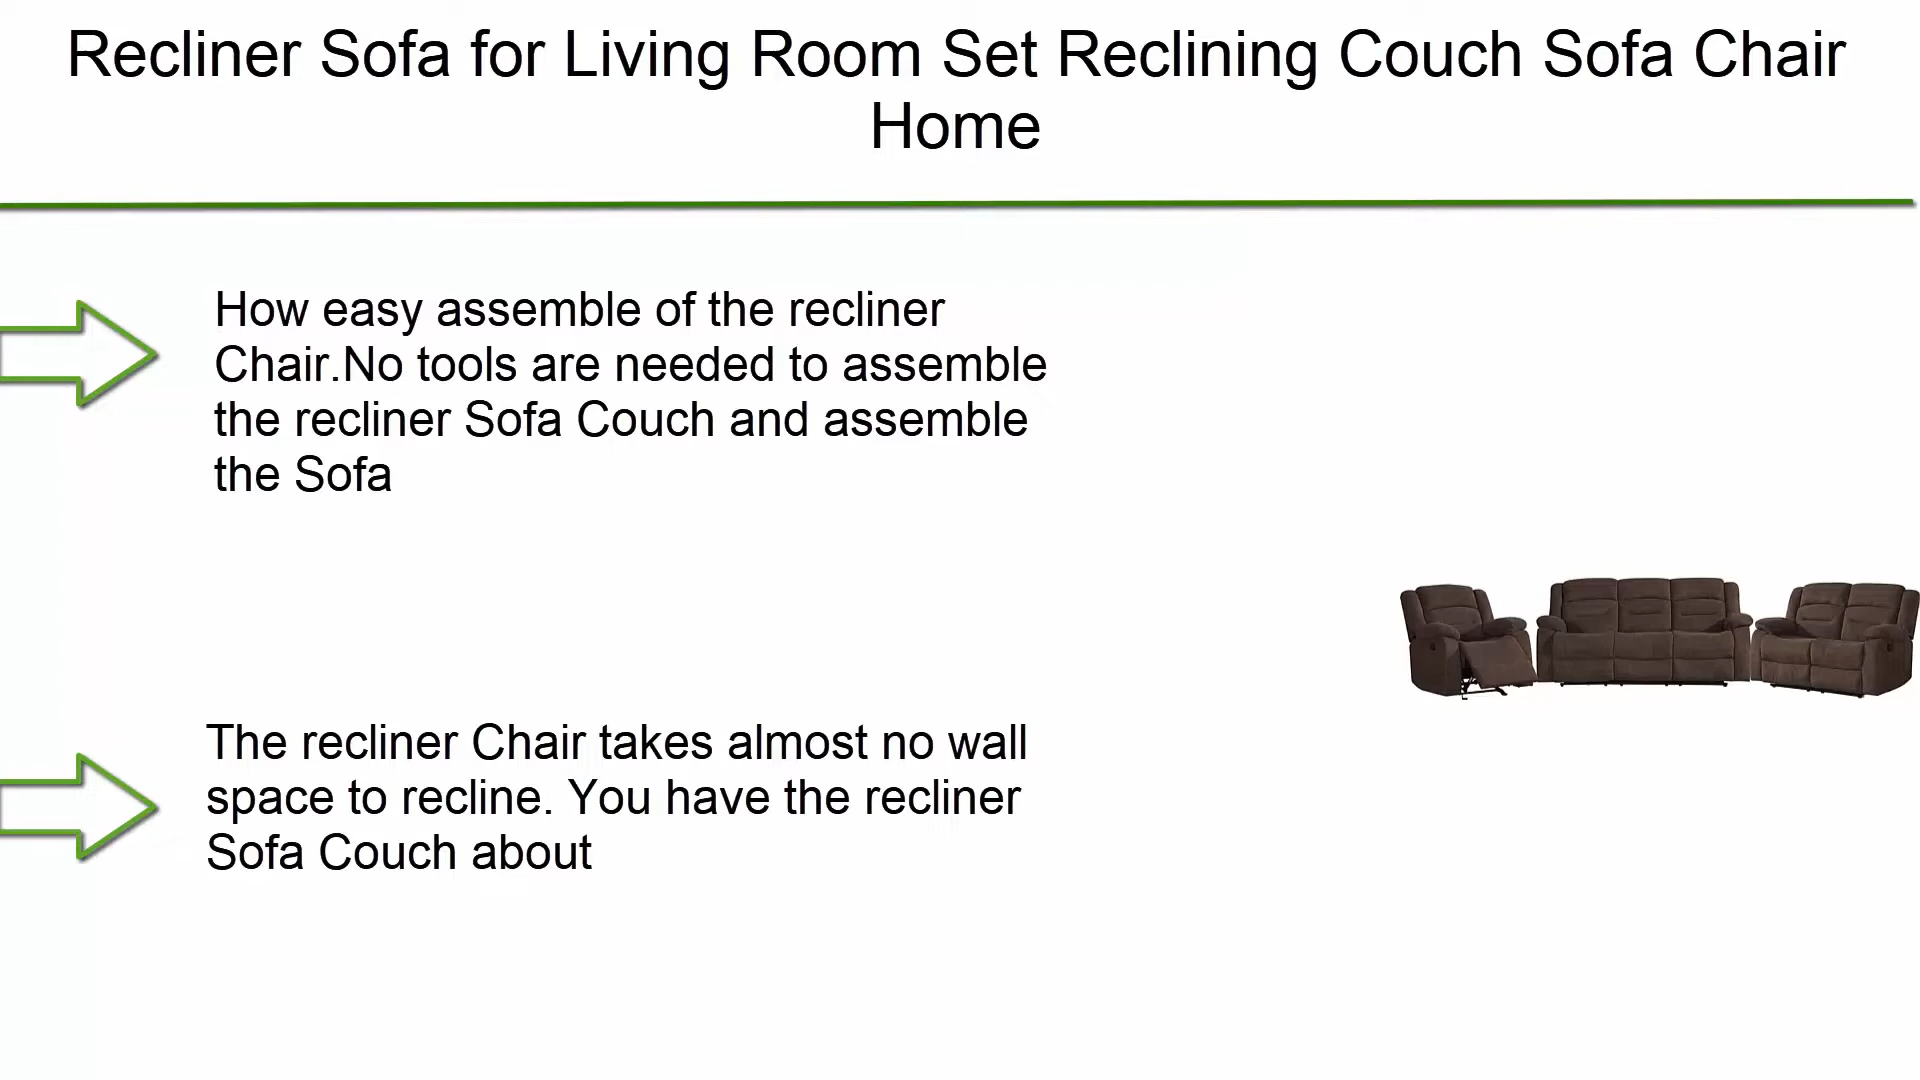 Recliner Sofa for Living Room Set Reclining Couch Sofa Chair
Home
How easy assemble of the recliner
Chair.No tools are needed to assemble
the recliner Sofa Couch and assemble
the Sofa
The recliner Chair takes almost no wall
space to recline. You have the recliner
Sofa Couch about